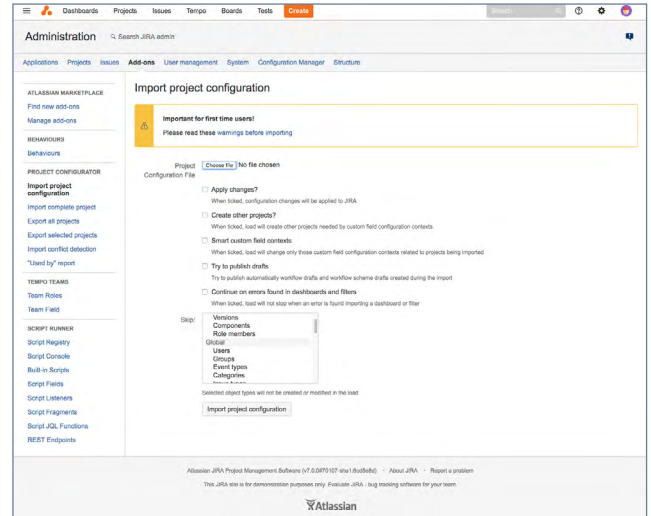 Dashboards Projects Issues Tempo Boards Tests Create Search
Administration Search JIRA admin
Applications Projects Issues Add-ons User management System Configuration Manager Structure
ATLASSIAN MARKETPLACE
Find new add-ons
Manage add-ons
BEHAVIOURS
Behaviours
PROJECT CONFIGURATOR
Import project
configuration
Import complete project
Export all projects
Export selected projects
Import conflict detection
"Used by" report
TEMPO TEAMS
Team Roles
Team Field
SCRIPT RUNNER
Script Registry
Script Console
Built-in Scripts
Script Fields
Script Listeners
Script Fragments
Script JQL Functions
REST Endpoints
Import project configuration
Important for first time users!
Please read these warnings before importing
Project
Configuration File
Choose file No file chosen
Apply changes?
When ticked, configuration changes will be applied to JIRA
Create other projects?
When ticked, load will create other projects needed by custom field configuration contexts.
Smart custom field contexts
When ticked, load will change only those custom field configuration contexts related to projects being imported
Try to publish drafts
Try to publish automatically workflow drafts and workflow scheme drafts created during the import
Continue on errors found in dashboards and filters
When ticked, load will not stop when an error is found importing a dashboard or filter
Skip:
Versions
Components
Role members
Global
Users
Groups
Event types
Categories
Selected object types will not be created or modified in the load
Import project configuration
Atlassian JIRA Project Management Software · About JIRA · Report a problem
This JIRA site is for demonstration purposes only. Evaluate JIRA - bug tracking software for your team.
Atlassian